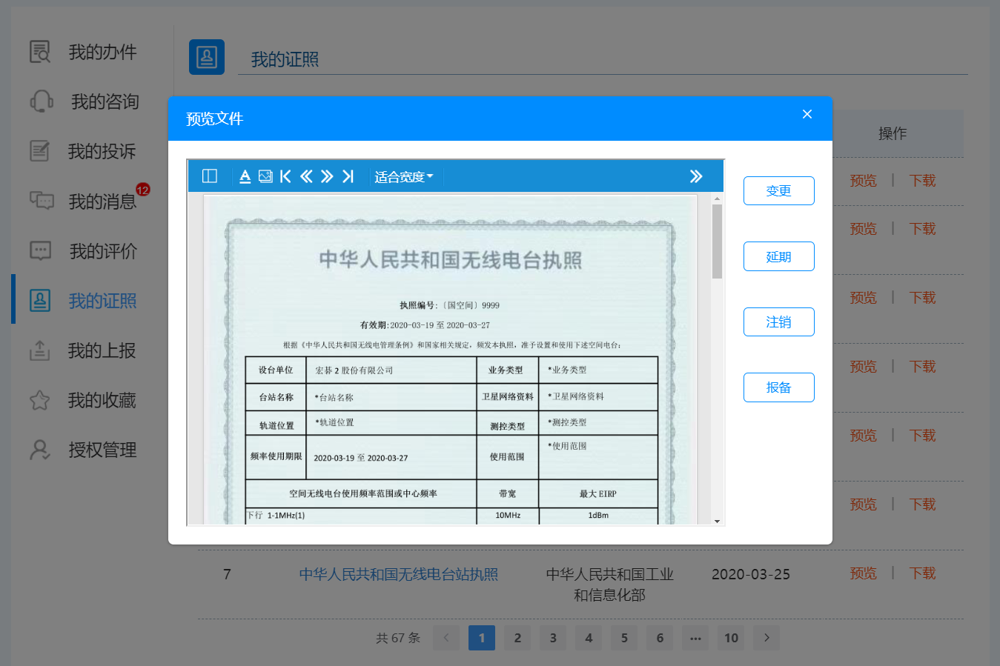 我的办件
我的咨询
我的投诉
我的消息 12
我的评价
我的证照
我的上报
我的收藏
授权管理
我的证照
操作
预览 | 下载
预览 | 下载
预览 | 下载
预览 | 下载
预览 | 下载
预览 | 下载
预览文件
适合宽度
变更
延期
注销
报备
中华人民共和国无线电台执照
执照编号:〔国空间〕9999
有效期:2020-03-19 至 2020-03-27
根据《中华人民共和国无线电管理条例》和国家相关规定，颁发本执照，准予设置和使用下述空间电台:
设台单位 宏碁 2 股份有限公司 业务类型 *业务类型
台站名称 *台站名称 卫星网络资料 *卫星网络资料
轨道位置 *轨道位置 测控类型 *测控类型
频率使用期限 2020-03-19 至 2020-03-27 使用范围 *使用范围
空间无线电台使用频率范围或中心频率 带宽 最大 EIRP
下行 1-1MHz(1) 10MHz 1dBm
7 中华人民共和国无线电台站执照 中华人民共和国工业 2020-03-25 预览 | 下载
和信息化部
共 67 条 1 2 3 4 5 6 ... 10